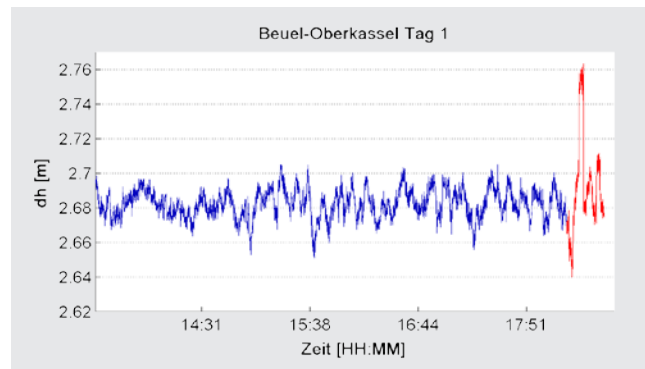 Beuel-Oberkassel Tag 1
2.76
2.74
2.72
2.7
2.68
2.66
2.64
2.62
dh [m]
14:31 15:38 16:44 17:51
Zeit [HH:MM]